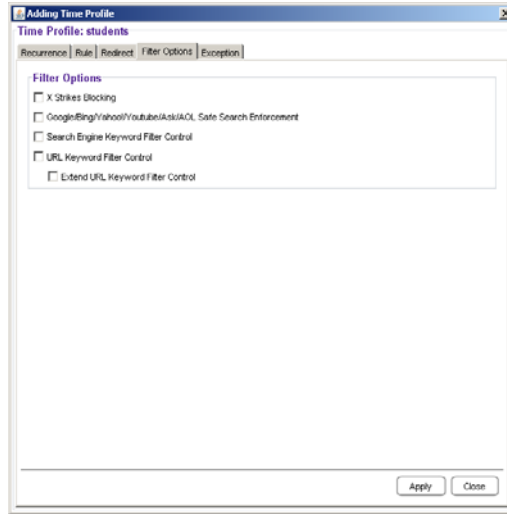 Adding Time Profile
Time Profile: students
Recurrence Rule Redirect Filter Options Exception
Filter Options
X Strikes Blocking
Google/Bing/Yahoo!/Youtube/Ask/AOL Safe Search Enforcement
Search Engine Keyword Filter Control
URL Keyword Filter Control
Extend URL Keyword Filter Control
Apply Close